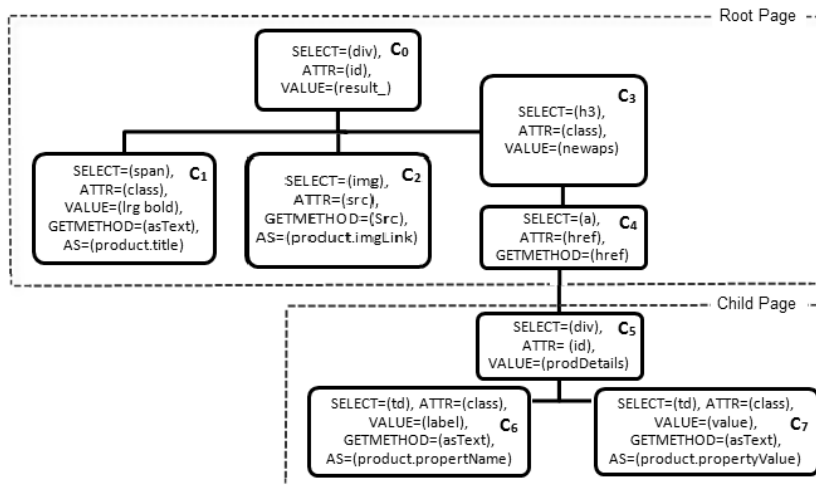 Root Page
C₀
SELECT=(div),
ATTR=(id),
VALUE=(result_)
C₃
SELECT=(h3),
ATTR=(class),
VALUE=(newaps)
C₁
SELECT=(span),
ATTR=(class),
VALUE=(lrg bold),
GETMETHOD=(asText),
AS=(product.title)
C₂
SELECT=(img),
ATTR=(src),
GETMETHOD=(Src),
AS=(product.imgLink)
C₄
SELECT=(a),
ATTR=(href),
GETMETHOD=(href)
Child Page
C₅
SELECT=(div),
ATTR= (id),
VALUE=(prodDetails)
SELECT=(td), ATTR=(class),
VALUE=(label),
C₆
GETMETHOD=(asText),
AS=(product.propertName)
SELECT=(td), ATTR=(class),
VALUE=(value),
C₇
GETMETHOD=(asText),
AS=(product.propertyValue)